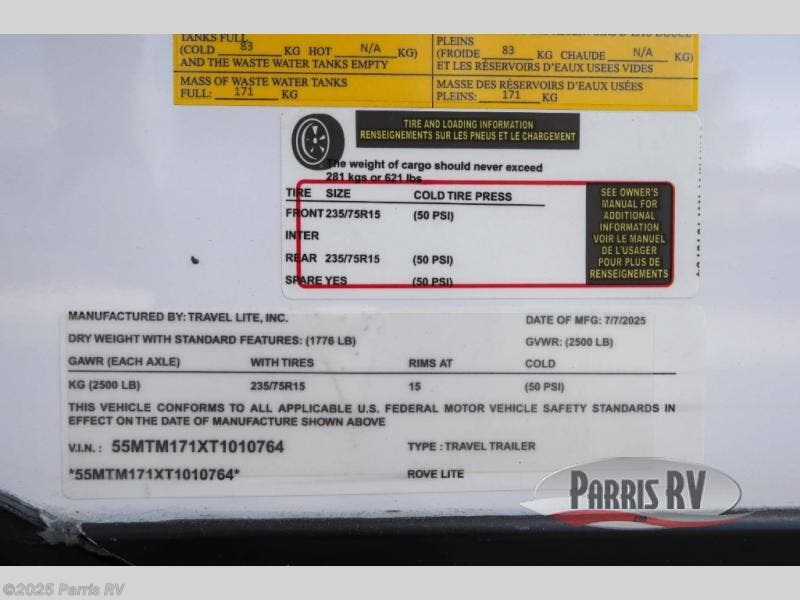 TANKS FULL
(COLD 83 KG HOT N/A KG)
AND THE WASTE WATER TANKS EMPTY
MASS OF WASTE WATER TANKS
FULL: 171 KG
PLEINS
(FROIDE 83 KG CHAUDE N/A KG)
ET LES RÉSERVOIRS D'EAUX USEES VIDES
MASSE DES RÉSERVOIRS D'EAUX USÉES
PLEINS: 171 KG
TIRE AND LOADING INFORMATION
RENSEIGNEMENTS SUR LES PNEUS ET LE CHARGEMENT
The weight of cargo should never exceed
281 kgs or 621 lbs
TIRE SIZE COLD TIRE PRESS
FRONT 235/75R15 (50 PSI)
INTER
REAR 235/75R15 (50 PSI)
SPARE YES (50 PSI)
SEE OWNER'S
MANUAL FOR
ADDITIONAL
INFORMATION
VOIR LE MANUEL
DE L'USAGER
POUR PLUS DE
RENSEIGNEMENTS
MANUFACTURED BY: TRAVEL LITE, INC. DATE OF MFG: 7/7/2025
DRY WEIGHT WITH STANDARD FEATURES: (1776 LB) GVWR: (2500 LB)
GAWR (EACH AXLE) WITH TIRES RIMS AT COLD
KG (2500 LB) 235/75R15 15 (50 PSI)
THIS VEHICLE CONFORMS TO ALL APPLICABLE U.S. FEDERAL MOTOR VEHICLE SAFETY STANDARDS IN
EFFECT ON THE DATE OF MANUFACTURE SHOWN ABOVE
V.I.N.: 55MTM171XT1010764 TYPE: TRAVEL TRAILER
*55MTM171XT1010764* ROVE LITE
PARRIS RV
©2025 Parris RV